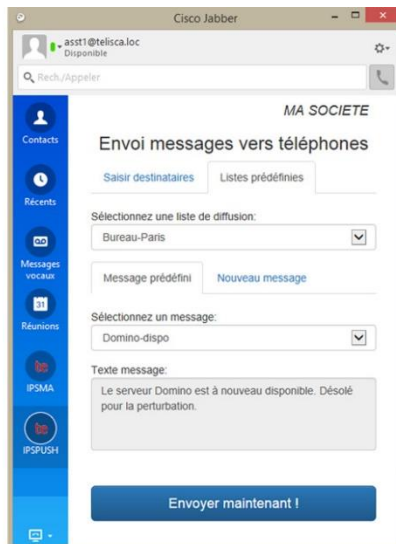 Cisco Jabber
asst1@telisca.loc
Disponible
Rech./Appeler
Contacts
Récents
Messages
vocaux
31
Réunions
IPSMA
IPSPUSH
MA SOCIETE
Envoi messages vers téléphones
Saisir destinataires
Listes prédéfinies
Sélectionnez une liste de diffusion:
Bureau-Paris
Message prédéfini
Nouveau message
Sélectionnez un message:
Domino-dispo
Texte message:
Le serveur Domino est à nouveau disponible. Désolé
pour la perturbation.
Envoyer maintenant !